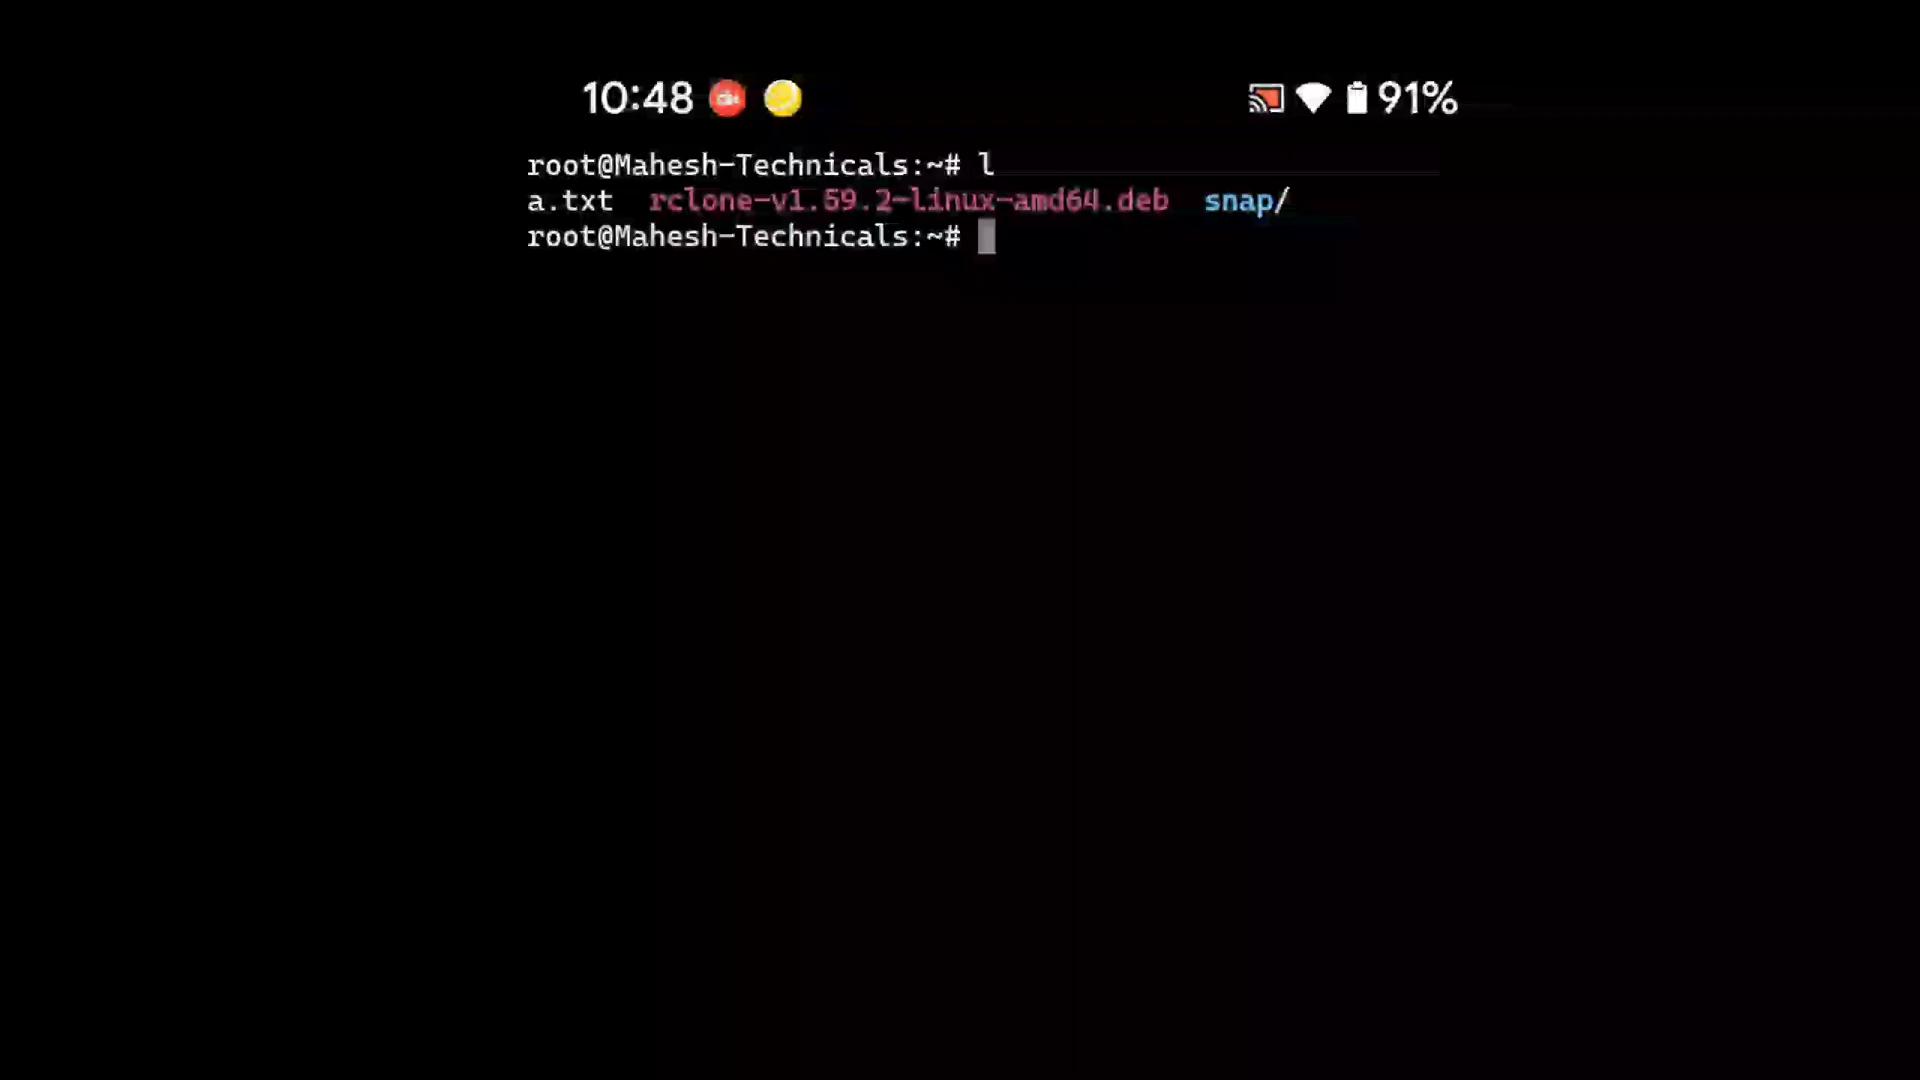 10:48 91%
root@Mahesh-Technicals:~# l
a.txt rclone-v1.59.2-linux-amd64.deb snap/
root@Mahesh-Technicals:~#